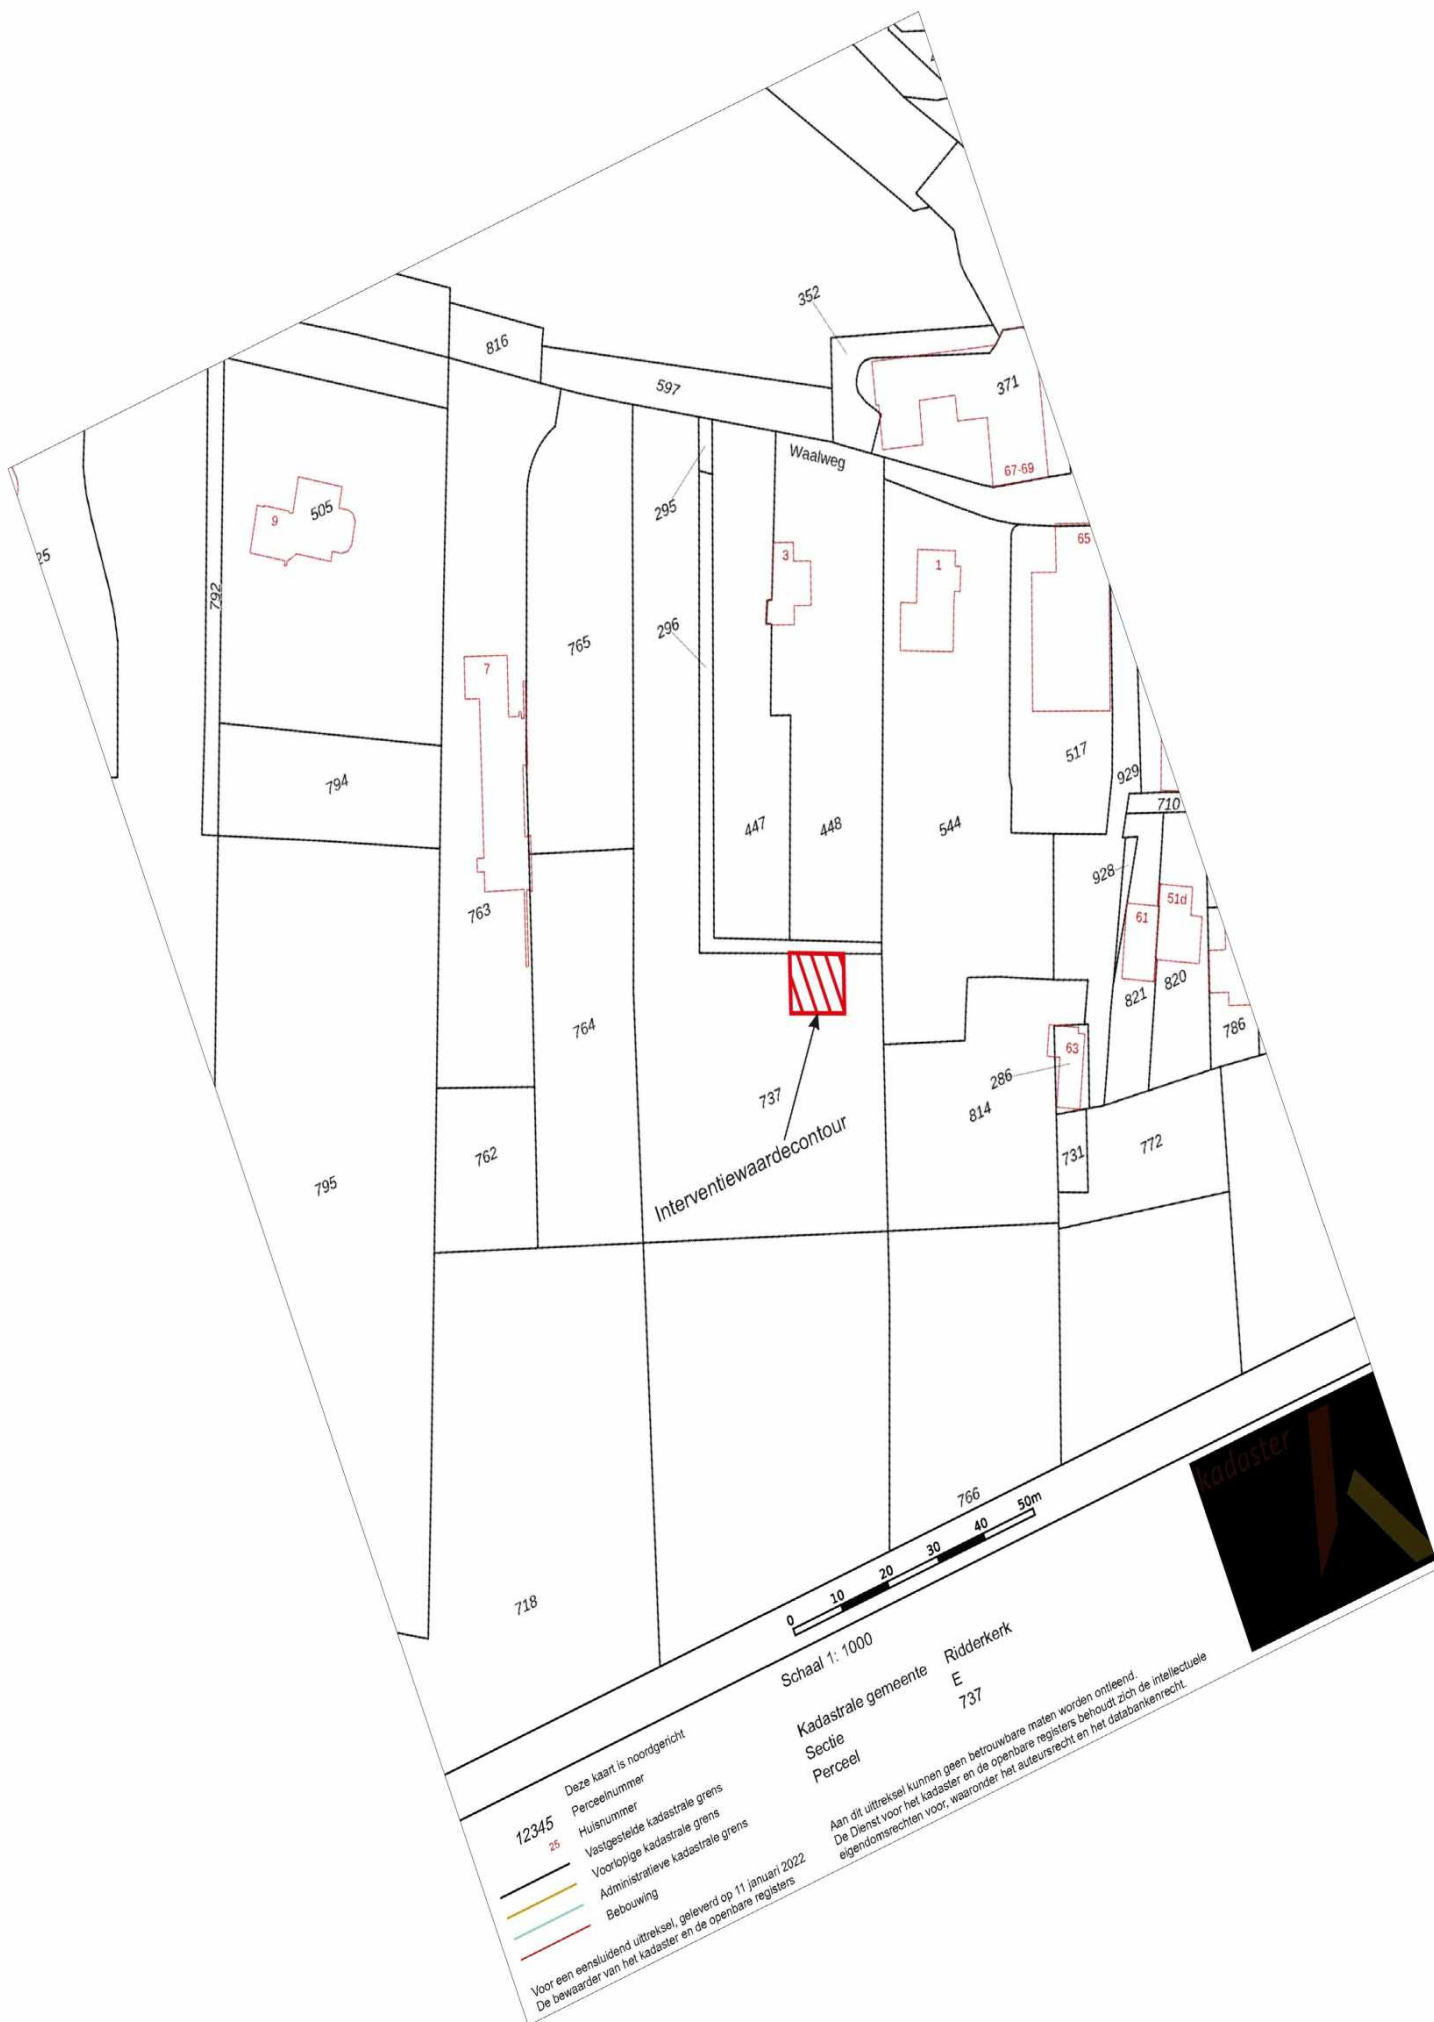 352
816
597
371
Waalweg
67-69
295
9
505
25
792
3
1
65
296
765
7
517
794
929
710
447
448
544
928
763
61
51d
821
820
764
786
63
286
737
814
Interventiewaardecontour
762
731
772
795
766
718
0 10 20 30 40 50m
Schaal 1: 1000
kadaster
Kadastrale gemeente Ridderkerk
Sectie E
Perceel 737
Deze kaart is noordgericht
12345 Perceelnummer
25 Huisnummer
Vastgestelde kadastrale grens
Voorlopige kadastrale grens
Administratieve kadastrale grens
Bebouwing
Voor een eensluidend uittreksel, geleverd op 11 januari 2022
De bewaarder van het kadaster en de openbare registers
Aan dit uittreksel kunnen geen betrouwbare maten worden ontleend.
De Dienst voor het kadaster en de openbare registers behoudt zich de intellectuele
eigendomsrechten voor, waaronder het auteursrecht en het databankenrecht.